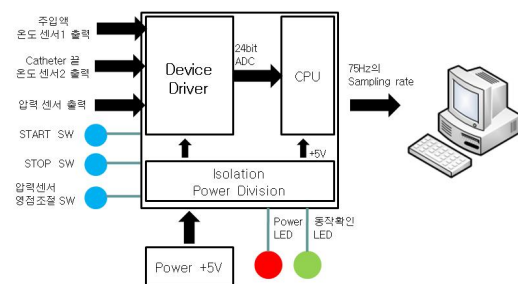 주입액
온도 센서1 출력
Catheter 끝
온도 센서2 출력
압력 센서 출력
START SW
STOP SW
압력센서
영점조절 SW
Device
Driver
24bit
ADC
CPU
75Hz의
Sampling rate
+5V
Isolation
Power Division
Power
LED
동작확인
LED
Power +5V